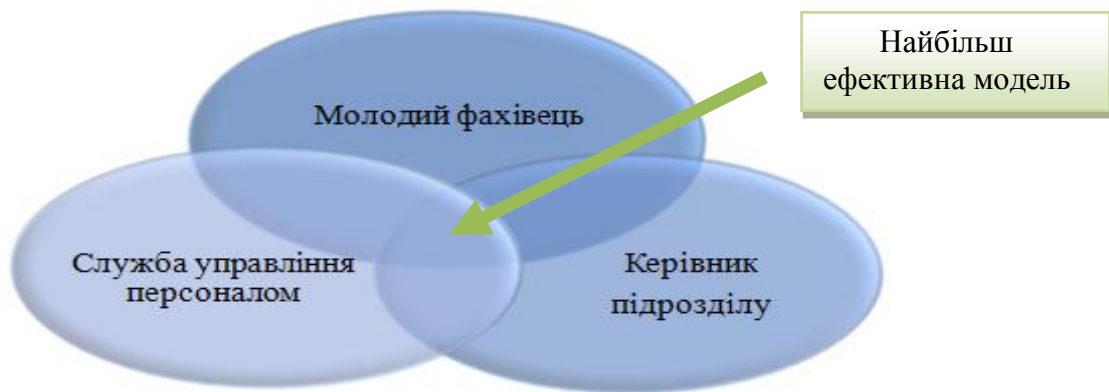 Найбільш
ефективна модель
Молодий фахівець
Служба управління
персоналом
Керівник
підрозділу